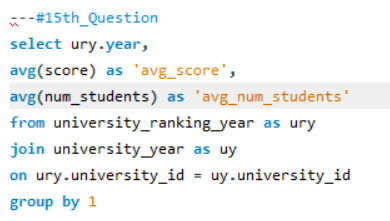 ---#15th_Question
select ury.year,
avg(score) as 'avg_score',
avg(num_students) as 'avg_num_students'
from university_ranking_year as ury
join university_year as uy
on ury.university_id = uy.university_id
group by 1